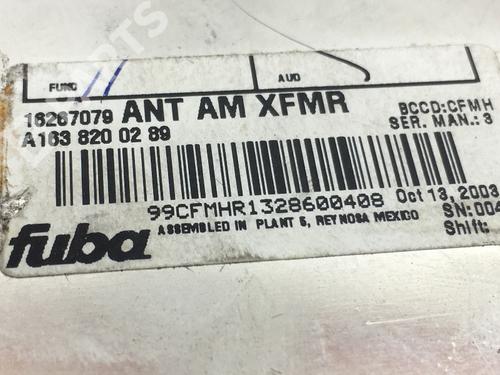 FUNC
AUD
16267079 ANT AM XFMR
BCCD:CFMH
A163 820 02 89
SER. MAN.: 3
99CFMHR1328600408
Oct 13, 2003
fuba
ASSEMBLED IN PLANT 5, REYNOSA MEXICO
SN:004
Shift: